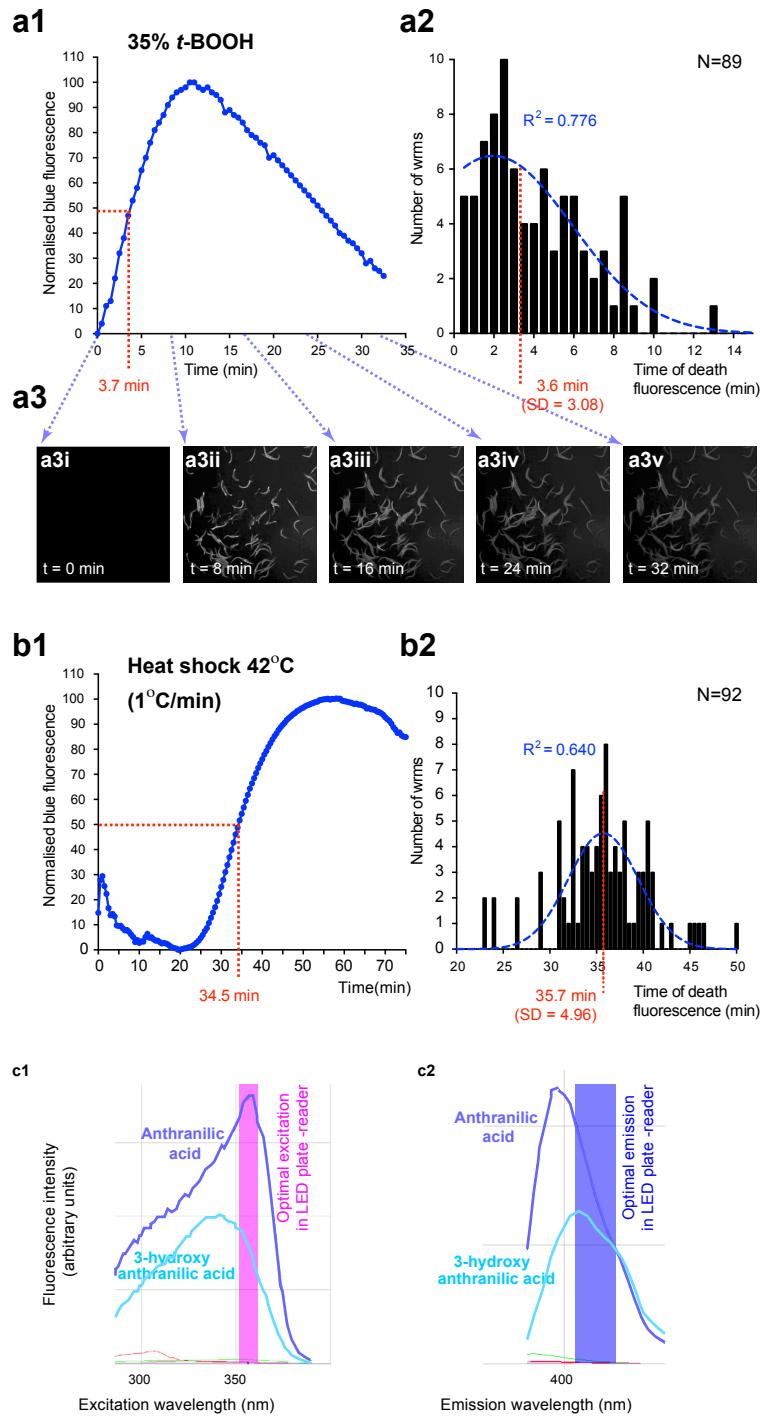 a1
35% t-BOOH
Normalised blue fluorescence
110
100
90
80
70
60
50
40
30
20
10
0
0 5 10 15 20 25 30 35
3.7 min
Time (min)
a2
N=89
R² = 0.776
Number of wrms
10
8
6
4
2
0
0 2 4 6 8 10 12 14
3.6 min
(SD = 3.08)
Time of death
fluorescence (min)
a3
a3i
t = 0 min
a3ii
t = 8 min
a3iii
t = 16 min
a3iv
t = 24 min
a3v
t = 32 min
b1
Heat shock 42°C
(1°C/min)
Normalised blue fluorescence
110
100
90
80
70
60
50
40
30
20
10
0
0 10 20 30 40 50 60 70
34.5 min
Time(min)
b2
N=92
R² = 0.640
Number of wrms
10
9
8
7
6
5
4
3
2
1
0
20 25 30 35 40 45 50
35.7 min
(SD = 4.96)
Time of death
fluorescence (min)
c1
Fluorescence intensity
(arbitrary units)
Anthranilic
acid
3-hydroxy
anthranilic acid
Optimal excitation
in LED plate -reader
300 350
Excitation wavelength (nm)
c2
Anthranilic
acid
3-hydroxy
anthranilic acid
Optimal emission
in LED plate -reader
400
Emission wavelength (nm)